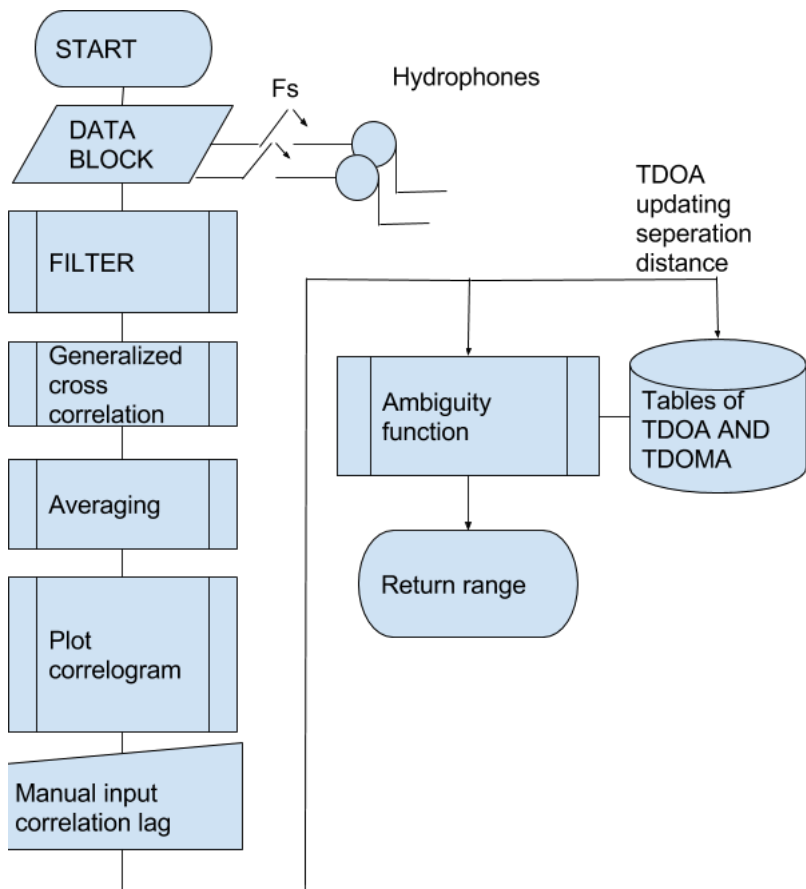 START
Fs
Hydrophones
DATA
BLOCK
FILTER
Generalized
cross
correlation
Averaging
Plot
correlogram
Manual input
correlation lag
TDOA
updating
seperation
distance
Ambiguity
function
Tables of
TDOA AND
TDOMA
Return range